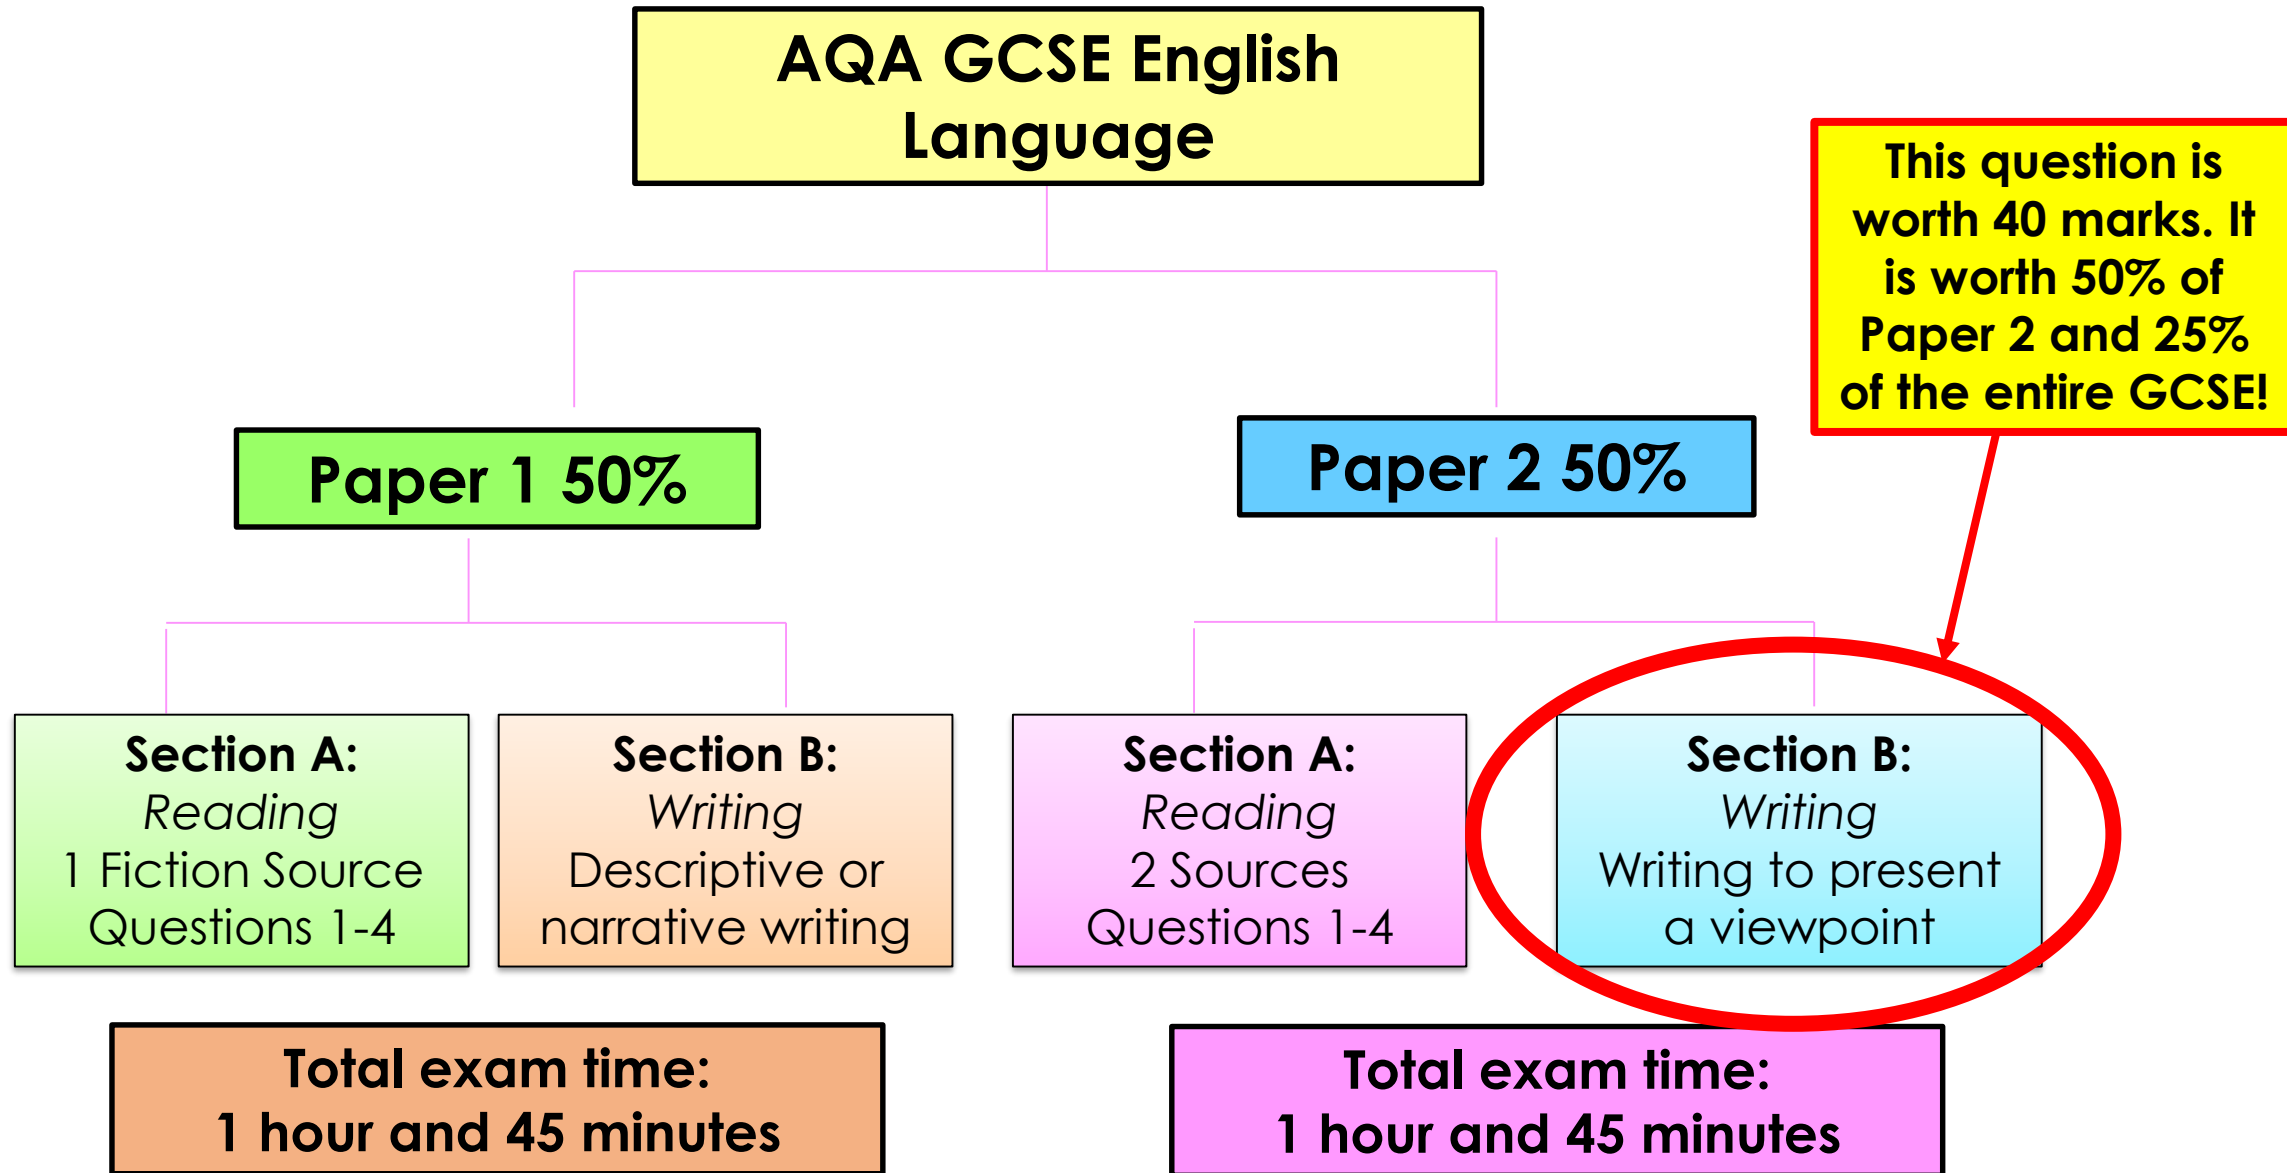 AQA GCSE English
Language
This question is
worth 40 marks. It
is worth 50% of
Paper 2 and 25%
of the entire GCSE!
Paper 1 50%
Paper 2 50%
Section A:
Reading
1 Fiction Source
Questions 1-4
Section B:
Writing
Descriptive or
narrative writing
Section A:
Reading
2 Sources
Questions 1-4
Section B:
Writing
Writing to present
a viewpoint
Total exam time:
1 hour and 45 minutes
Total exam time:
1 hour and 45 minutes